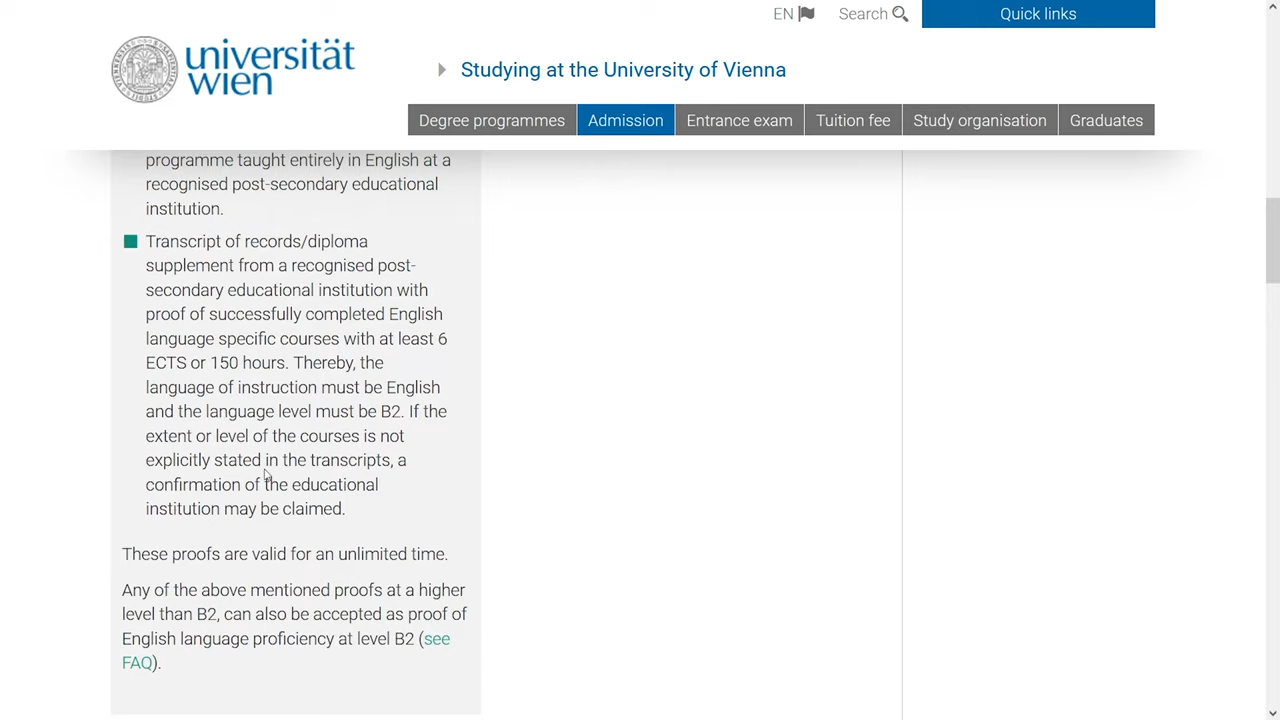 EN
Search
Quick links
universität
wien
Studying at the University of Vienna
Degree programmes
Admission
Entrance exam
Tuition fee
Study organisation
Graduates
programme taught entirely in English at a
recognised post-secondary educational
institution.
Transcript of records/diploma
supplement from a recognised post-
secondary educational institution with
proof of successfully completed English
language specific courses with at least 6
ECTS or 150 hours. Thereby, the
language of instruction must be English
and the language level must be B2. If the
extent or level of the courses is not
explicitly stated in the transcripts, a
confirmation of the educational
institution may be claimed.
These proofs are valid for an unlimited time.
Any of the above mentioned proofs at a higher
level than B2, can also be accepted as proof of
English language proficiency at level B2 (see
FAQ).